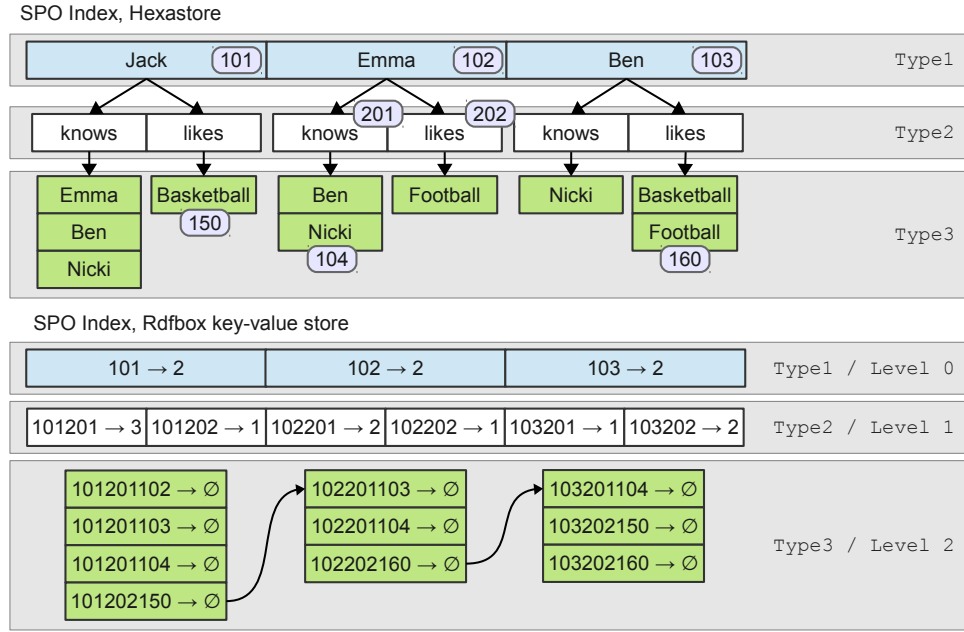 SPO Index, Hexastore
Jack 101 Emma 102 Ben 103 Type1
201 202
knows likes knows likes knows likes Type2
Emma Basketball Ben Football Nicki Basketball
Ben 150 Nicki Football Type3
Nicki 104 160
SPO Index, Rdfbox key-value store
101 → 2 102 → 2 103 → 2 Type1 / Level 0
101201 → 3 101202 → 1 102201 → 2 102202 → 1 103201 → 1 103202 → 2 Type2 / Level 1
101201102 → ∅ 102201103 → ∅ 103201104 → ∅
101201103 → ∅ 102201104 → ∅ 103202150 → ∅ Type3 / Level 2
101201104 → ∅ 102202160 → ∅ 103202160 → ∅
101202150 → ∅